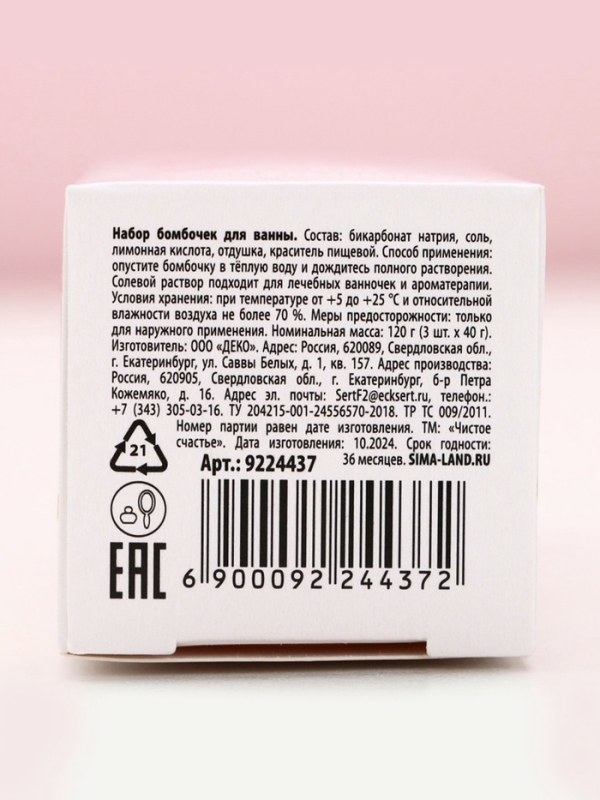 Набор бомбочек для ванны. Состав: бикарбонат натрия, соль,
лимонная кислота, отдушка, краситель пищевой. Способ применения:
опустите бомбочку в тёплую воду и дождитесь полного растворения.
Солевой раствор подходит для лечебных ванночек и ароматерапии.
Условия хранения: при температуре от +5 до +25 °С и относительной
влажности воздуха не более 70 %. Меры предосторожности: только
для наружного применения. Номинальная масса: 120 г (3 шт. х 40 г).
Изготовитель: ООО «ДЕКО». Адрес: Россия, 620089, Свердловская обл.,
г. Екатеринбург, ул. Саввы Белых, д. 1, кв. 157. Адрес производства:
Россия, 620905, Свердловская обл., г. Екатеринбург, б-р Петра
Кожемяко, д. 16. Адрес эл. почты: SertF2@ecksert.ru, телефон.:
+7 (343) 305-03-16. ТУ 204215-001-24556570-2018. ТР ТС 009/2011.
Номер партии равен дате изготовления. ТМ: «Чистое
счастье». Дата изготовления: 10.2024. Срок годности:
36 месяцев. SIMA-LAND.RU
Арт.: 9224437
21
EAC
6 900092 244372